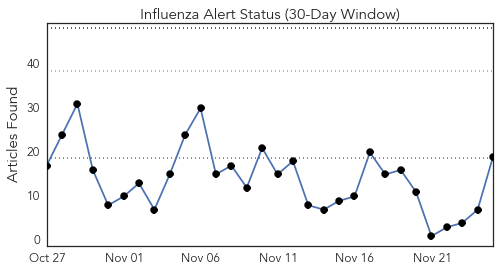 Influenza Alert Status (30-Day Window)
Articles Found
40
30
20
10
0
Oct 27
Nov 01
Nov 06
Nov 11
Nov 16
Nov 21